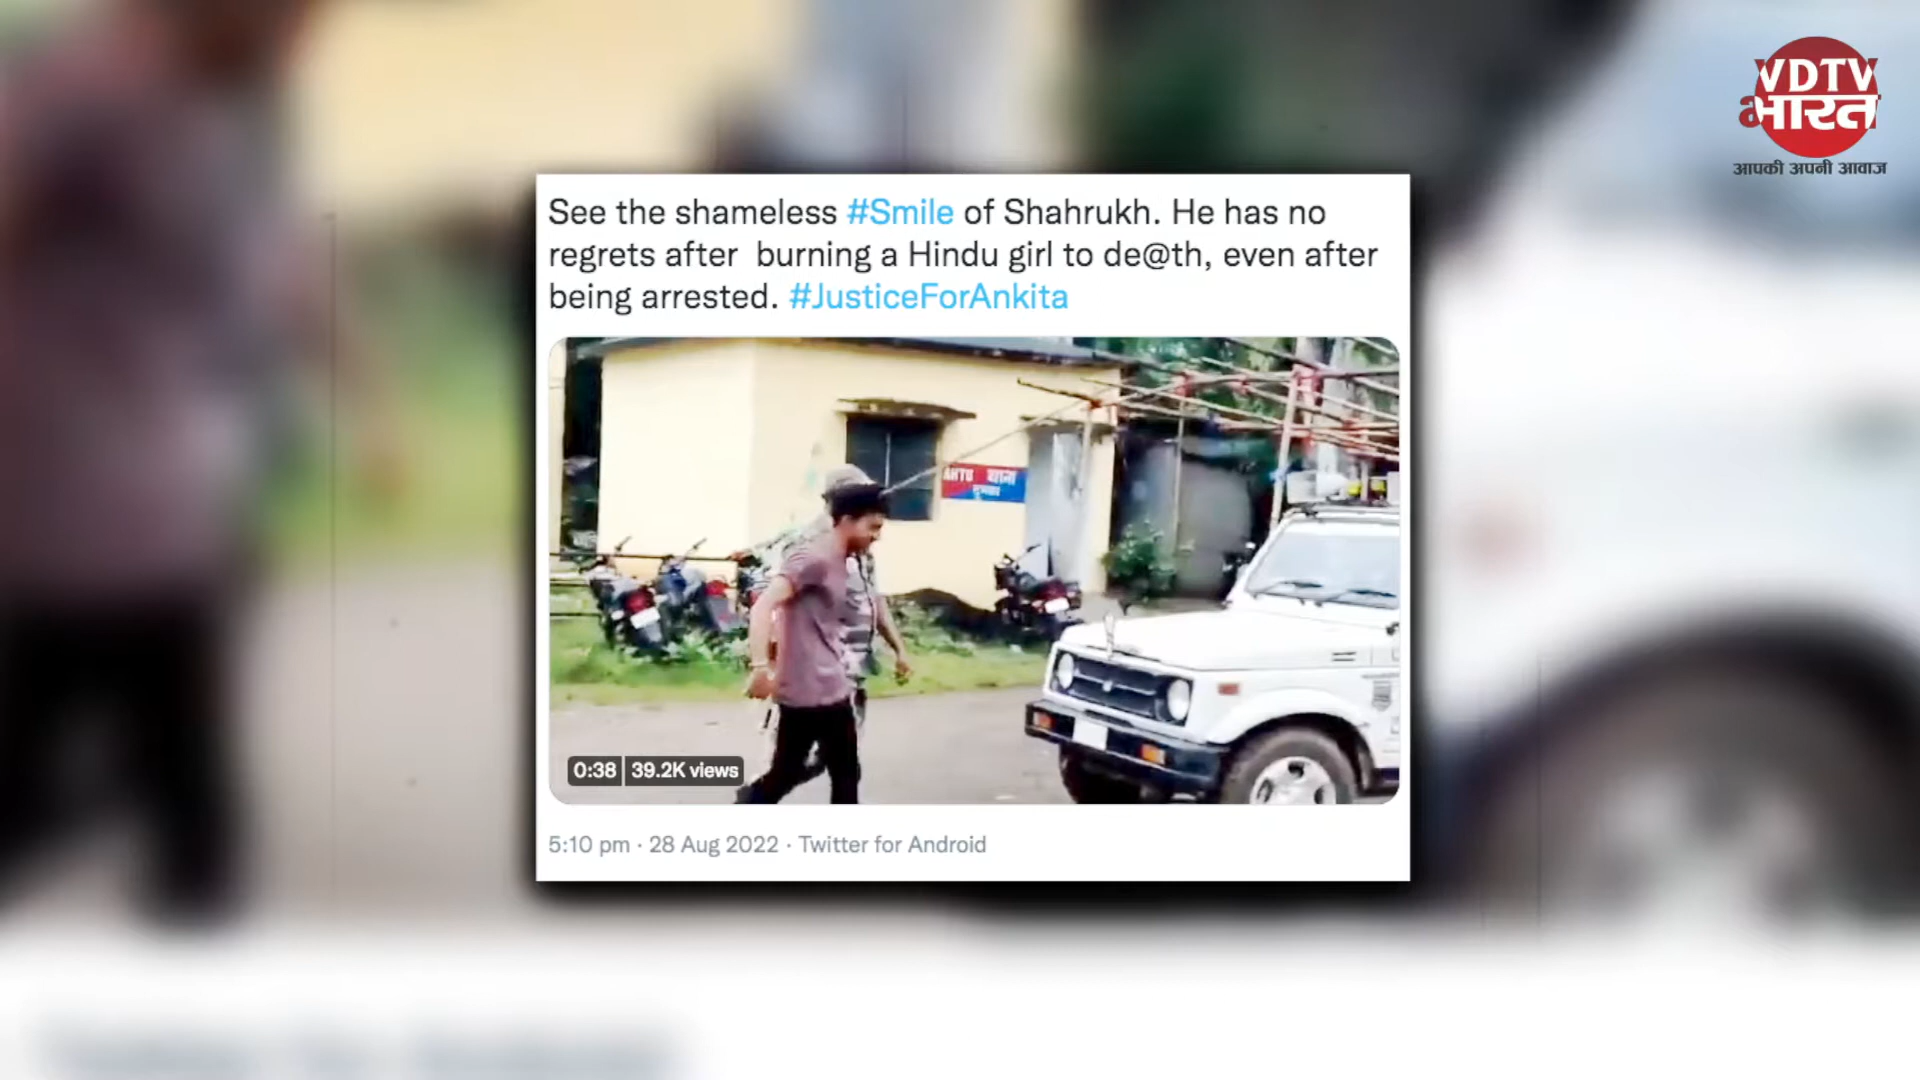 VDTV
भारत
आपकी अपनी आवाज
See the shameless #Smile of Shahrukh. He has no
regrets after burning a Hindu girl to de@th, even after
being arrested. #JusticeForAnkita
AHTU थाना
दुमका
0:38 39.2K views
5:10 pm · 28 Aug 2022 · Twitter for Android